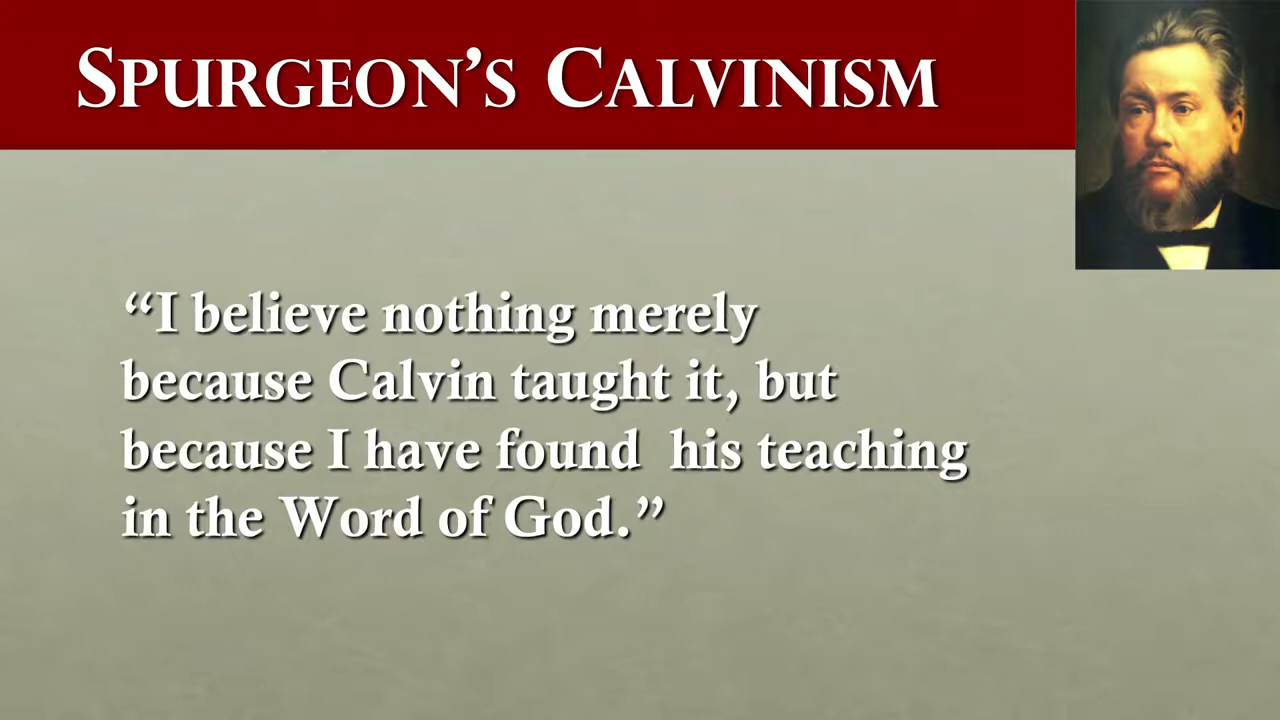 Spurgeon’s Calvinism
“I believe nothing merely
because Calvin taught it, but
because I have found his teaching
in the Word of God.”